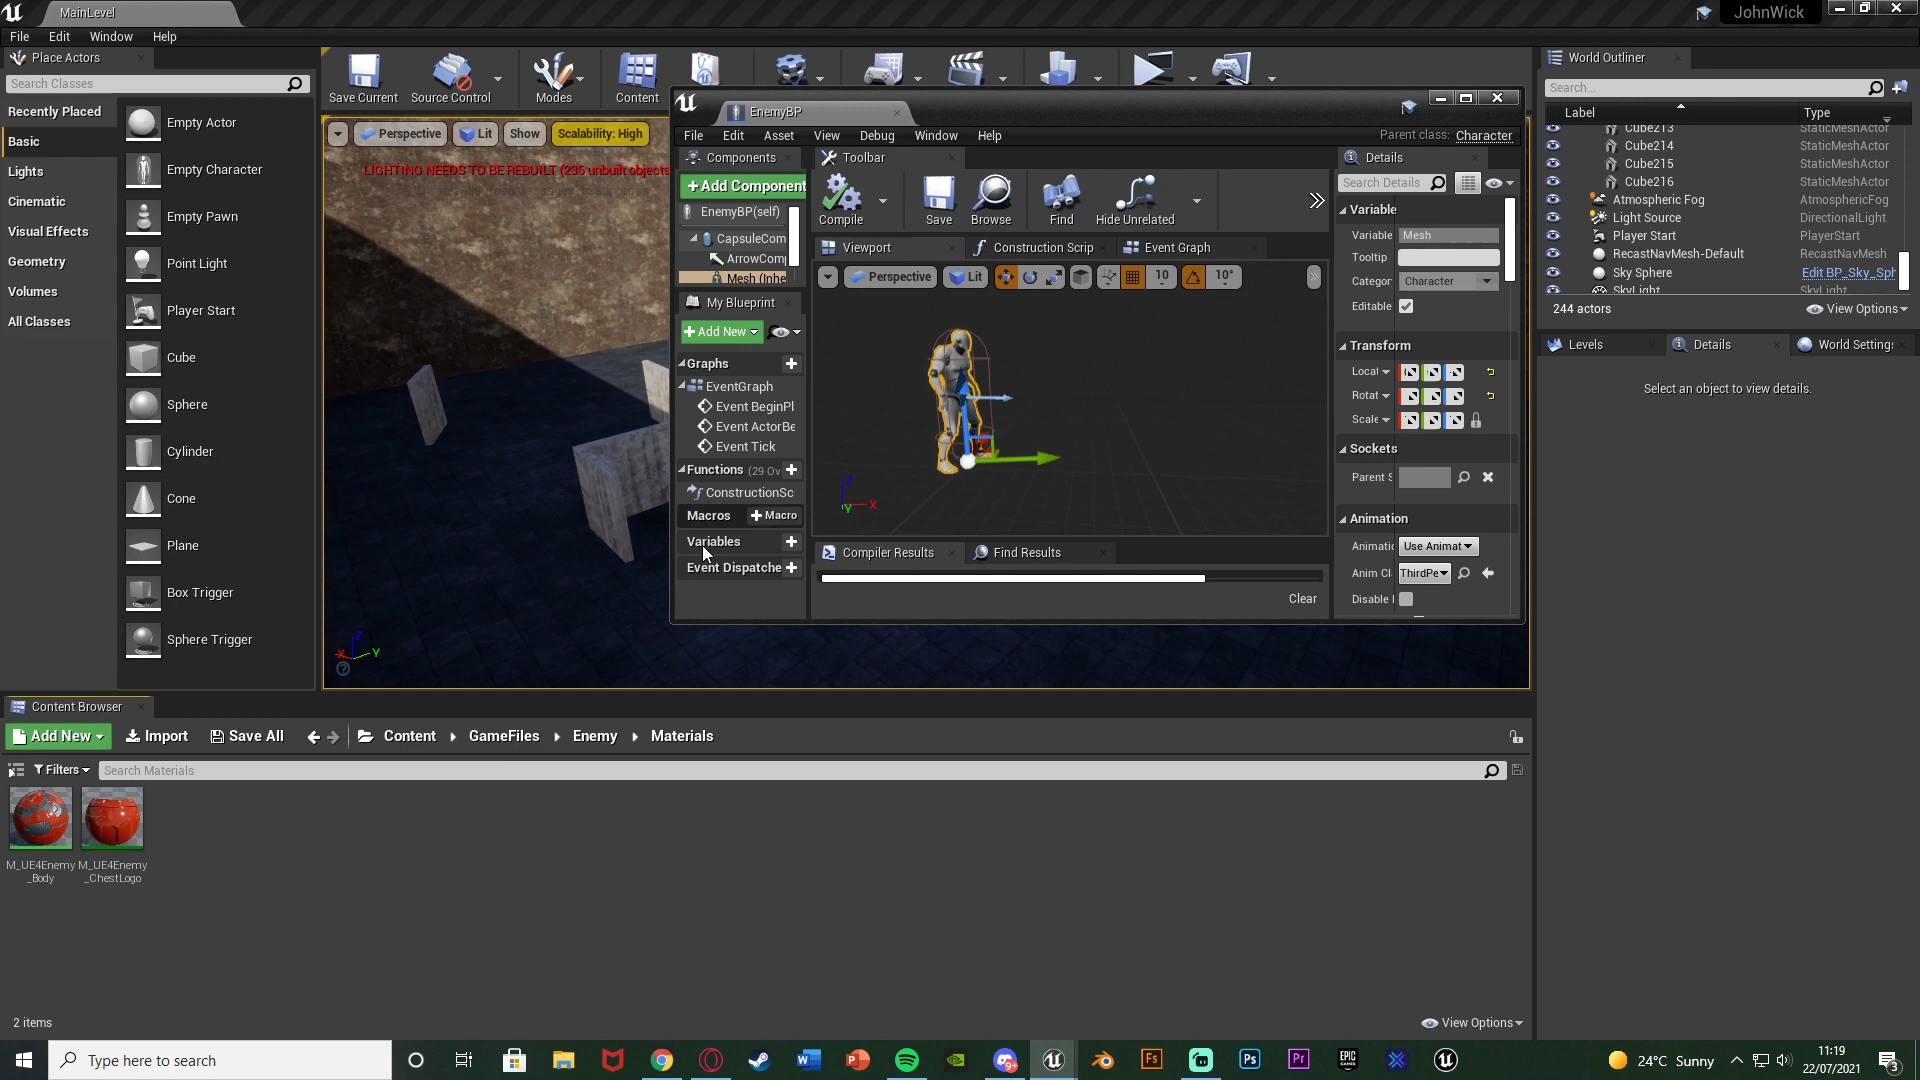 MainLevel
JohnWick
File Edit Window Help
Place Actors
Search Classes
Recently Placed
Basic
Lights
Cinematic
Visual Effects
Geometry
Volumes
All Classes
Empty Actor
Empty Character
Empty Pawn
Point Light
Player Start
Cube
Sphere
Cylinder
Cone
Plane
Box Trigger
Sphere Trigger
Save Current
Source Control
Modes
Content
Perspective Lit Show Scalability: High
LIGHTING NEEDS TO BE REBUILT (236 unbuilt objects
X Y Z
EnemyBP
File Edit Asset View Debug Window Help
Parent class: Character
Components
+Add Component
EnemyBP(self)
CapsuleCom
ArrowComp
Mesh (Inhe
My Blueprint
+Add New
Graphs
EventGraph
Event BeginPl
Event ActorBe
Event Tick
Functions (29 Ov
ConstructionSc
Macros +Macro
Variables
Event Dispatche
Toolbar
Compile
Save
Browse
Find
Hide Unrelated
Viewport
Construction Scrip
Event Graph
Perspective Lit 10 10°
Z X Y
Compiler Results
Find Results
Clear
Details
Search Details
Variable
Variable Mesh
Tooltip
Categor Character
Editable
Transform
Locat
Rotat
Scale
Sockets
Parent S
Animation
Animatic Use Animat
Anim Cl ThirdPe
Disable
World Outliner
Search...
Label Type
Cube213 StaticMeshActor
Cube214 StaticMeshActor
Cube215 StaticMeshActor
Cube216 StaticMeshActor
Atmospheric Fog AtmosphericFog
Light Source DirectionalLight
Player Start PlayerStart
RecastNavMesh-Default RecastNavMesh
Sky Sphere Edit BP_Sky_Sph
SkyLight SkyLight
244 actors
View Options
Levels
Details
World Settings
Select an object to view details.
Content Browser
Add New Import Save All Content GameFiles Enemy Materials
Filters
Search Materials
M_UE4Enemy
_Body
M_UE4Enemy
_ChestLogo
2 items
View Options
Type here to search
24°C Sunny
11:19
22/07/2021